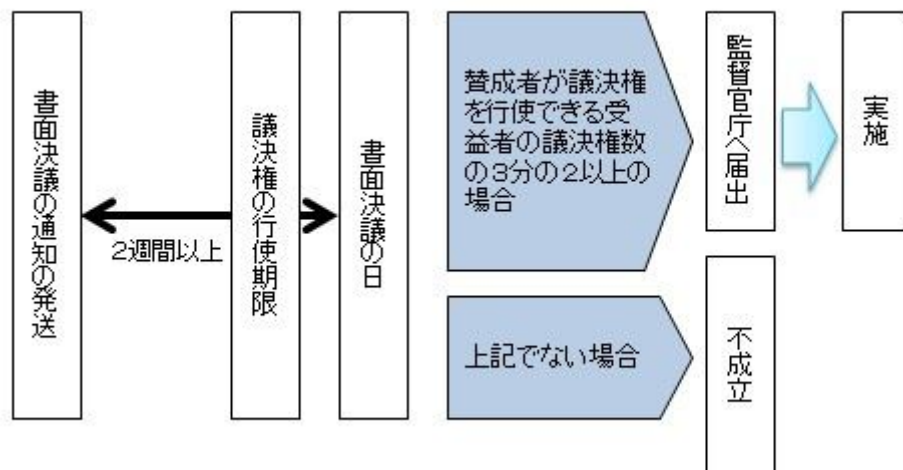 書面決議の通知の発送
2週間以上
議決権の行使期限
書面決議の日
賛成者が議決権
を行使できる受
益者の議決権数
の3分の2以上の
場合
監督官庁へ届出
実施
上記でない場合
不成立